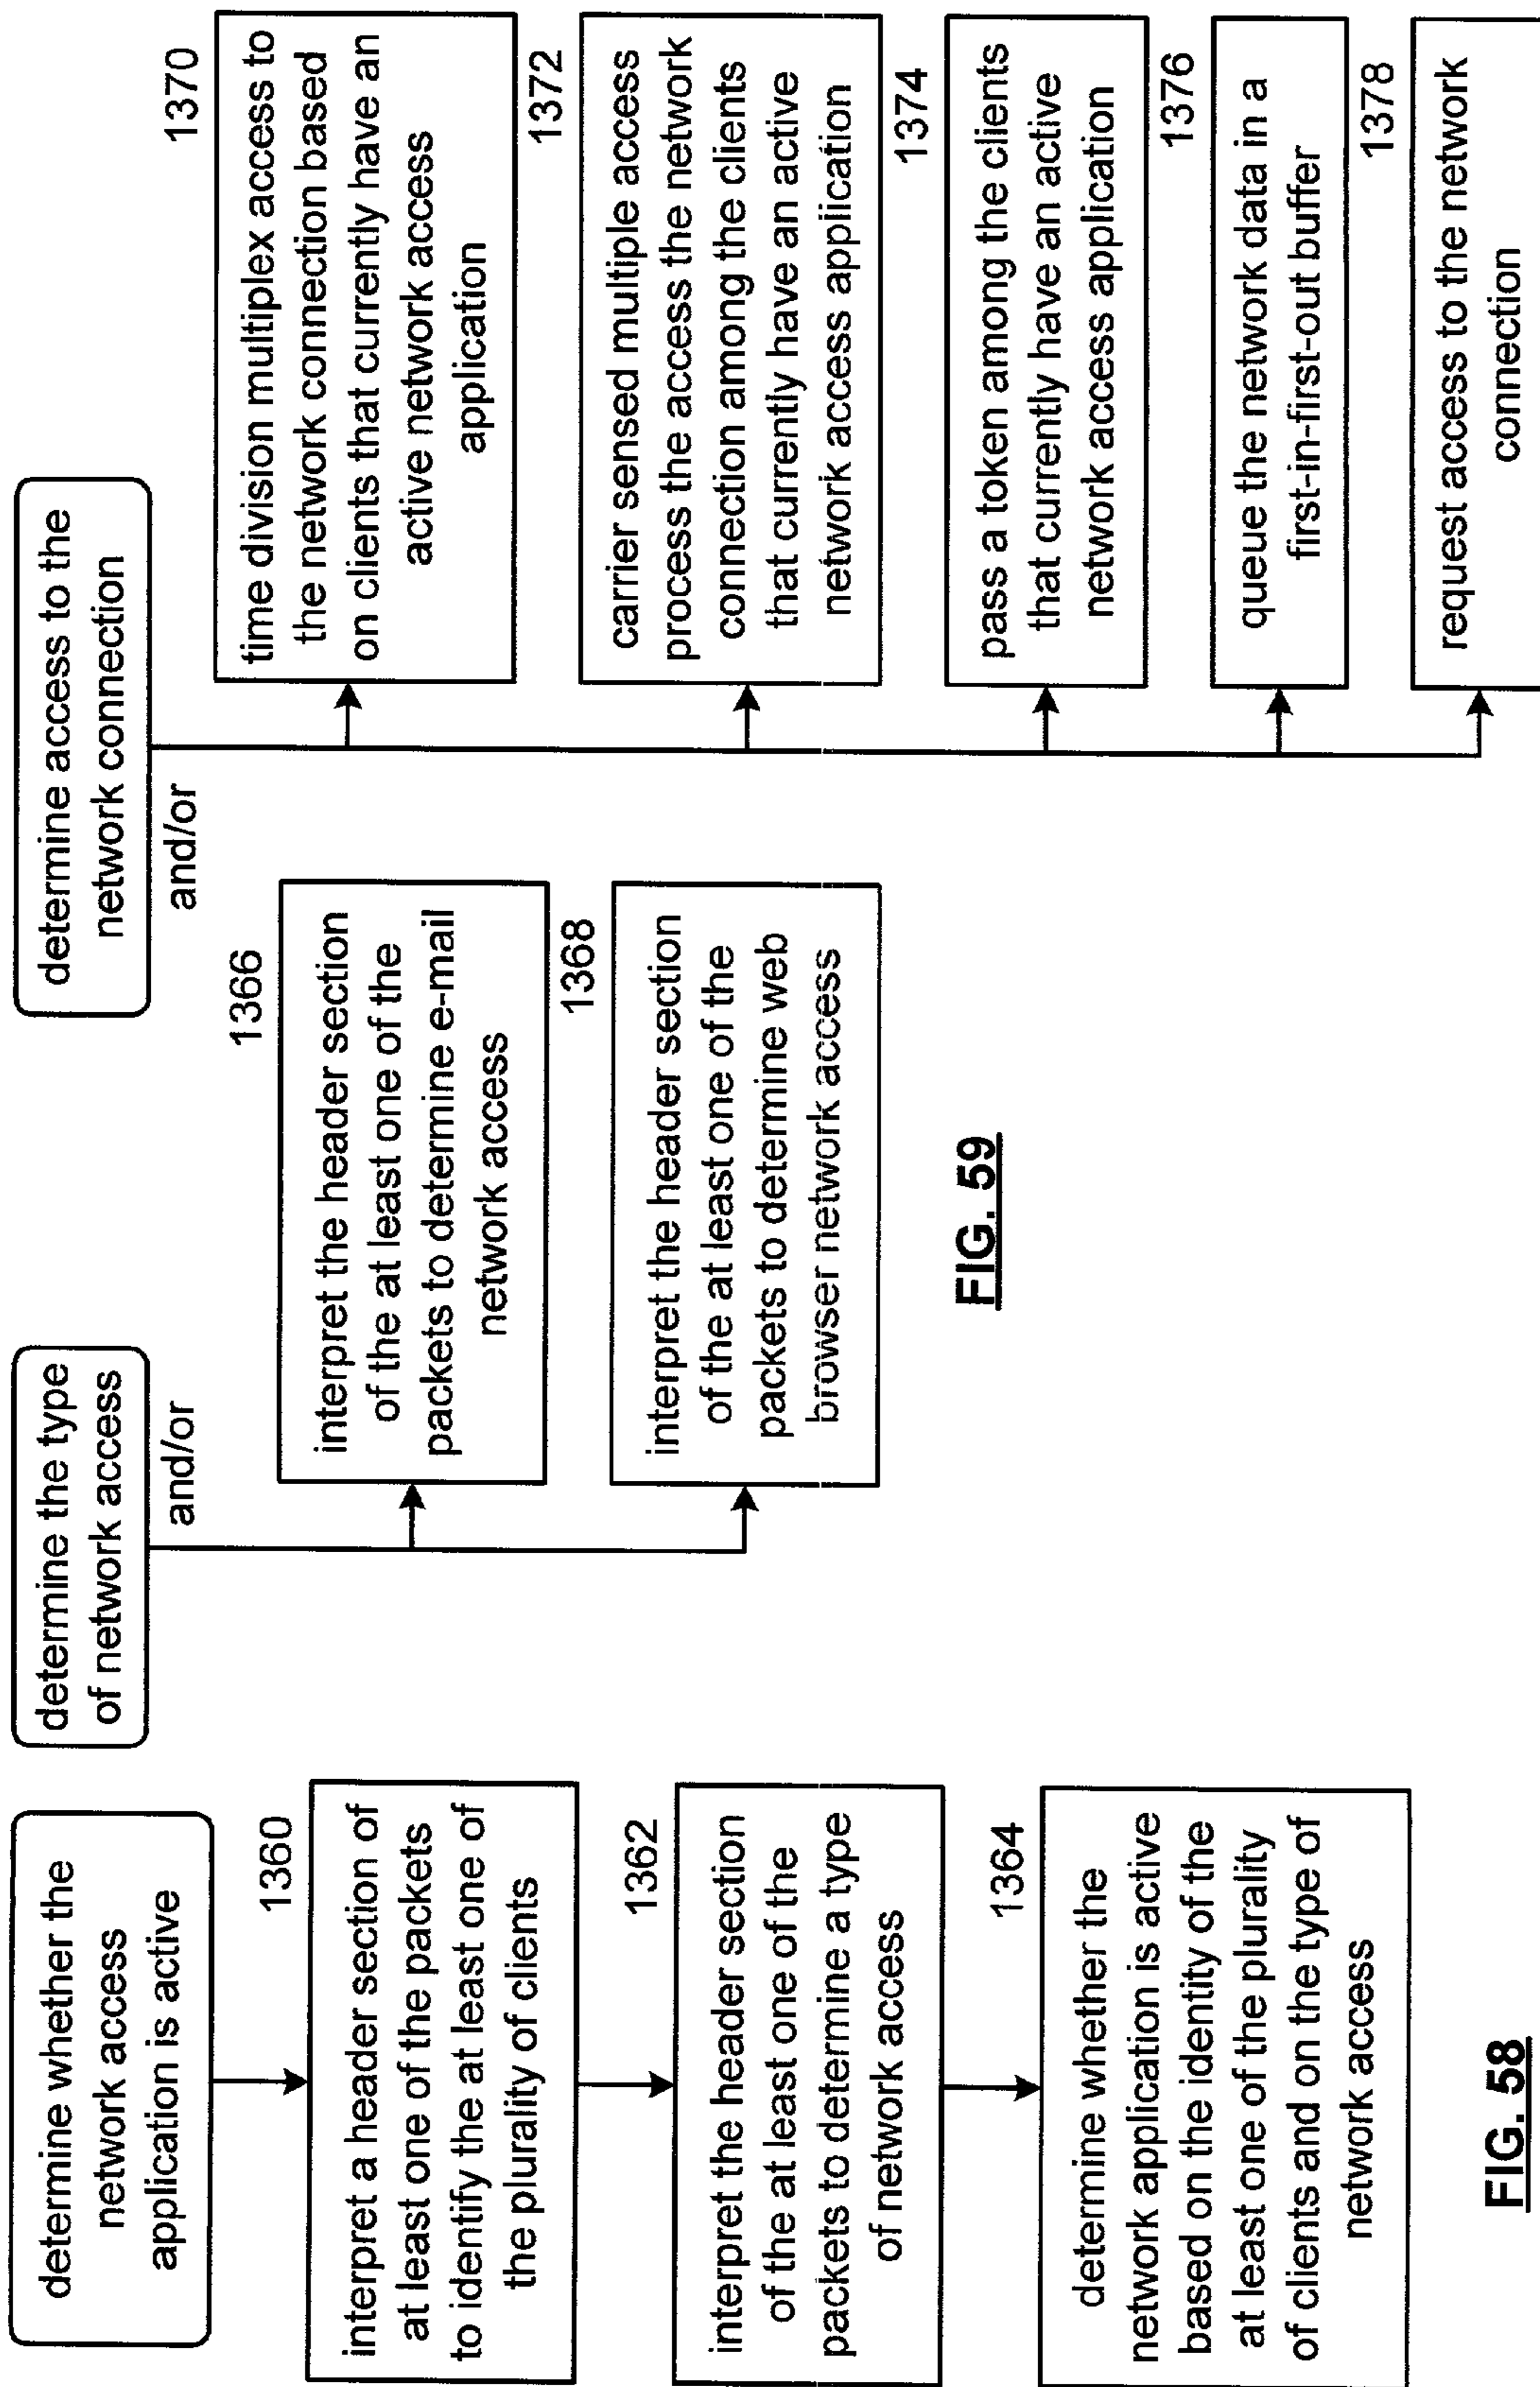 determine whether the
network access
application is active
1360
interpret a header section of
at least one of the packets
to identify the at least one of
the plurality of clients
1362
interpret the header section
of the at least one of the
packets to determine a type
of network access
1364
determine whether the
network application is active
based on the identity of the
at least one of the plurality
of clients and on the type of
network access
FIG. 58
determine the type
of network access
and/or
1366
interpret the header section
of the at least one of the
packets to determine e-mail
network access
1368
interpret the header section
of the at least one of the
packets to determine web
browser network access
FIG. 59
determine access to the
network connection
and/or
1370
time division multiplex access to
the network connection based
on clients that currently have an
active network access
application
1372
carrier sensed multiple access
process the access the network
connection among the clients
that currently have an active
network access application
1374
pass a token among the clients
that currently have an active
network access application
1376
queue the network data in a
first-in-first-out buffer
1378
request access to the network
connection